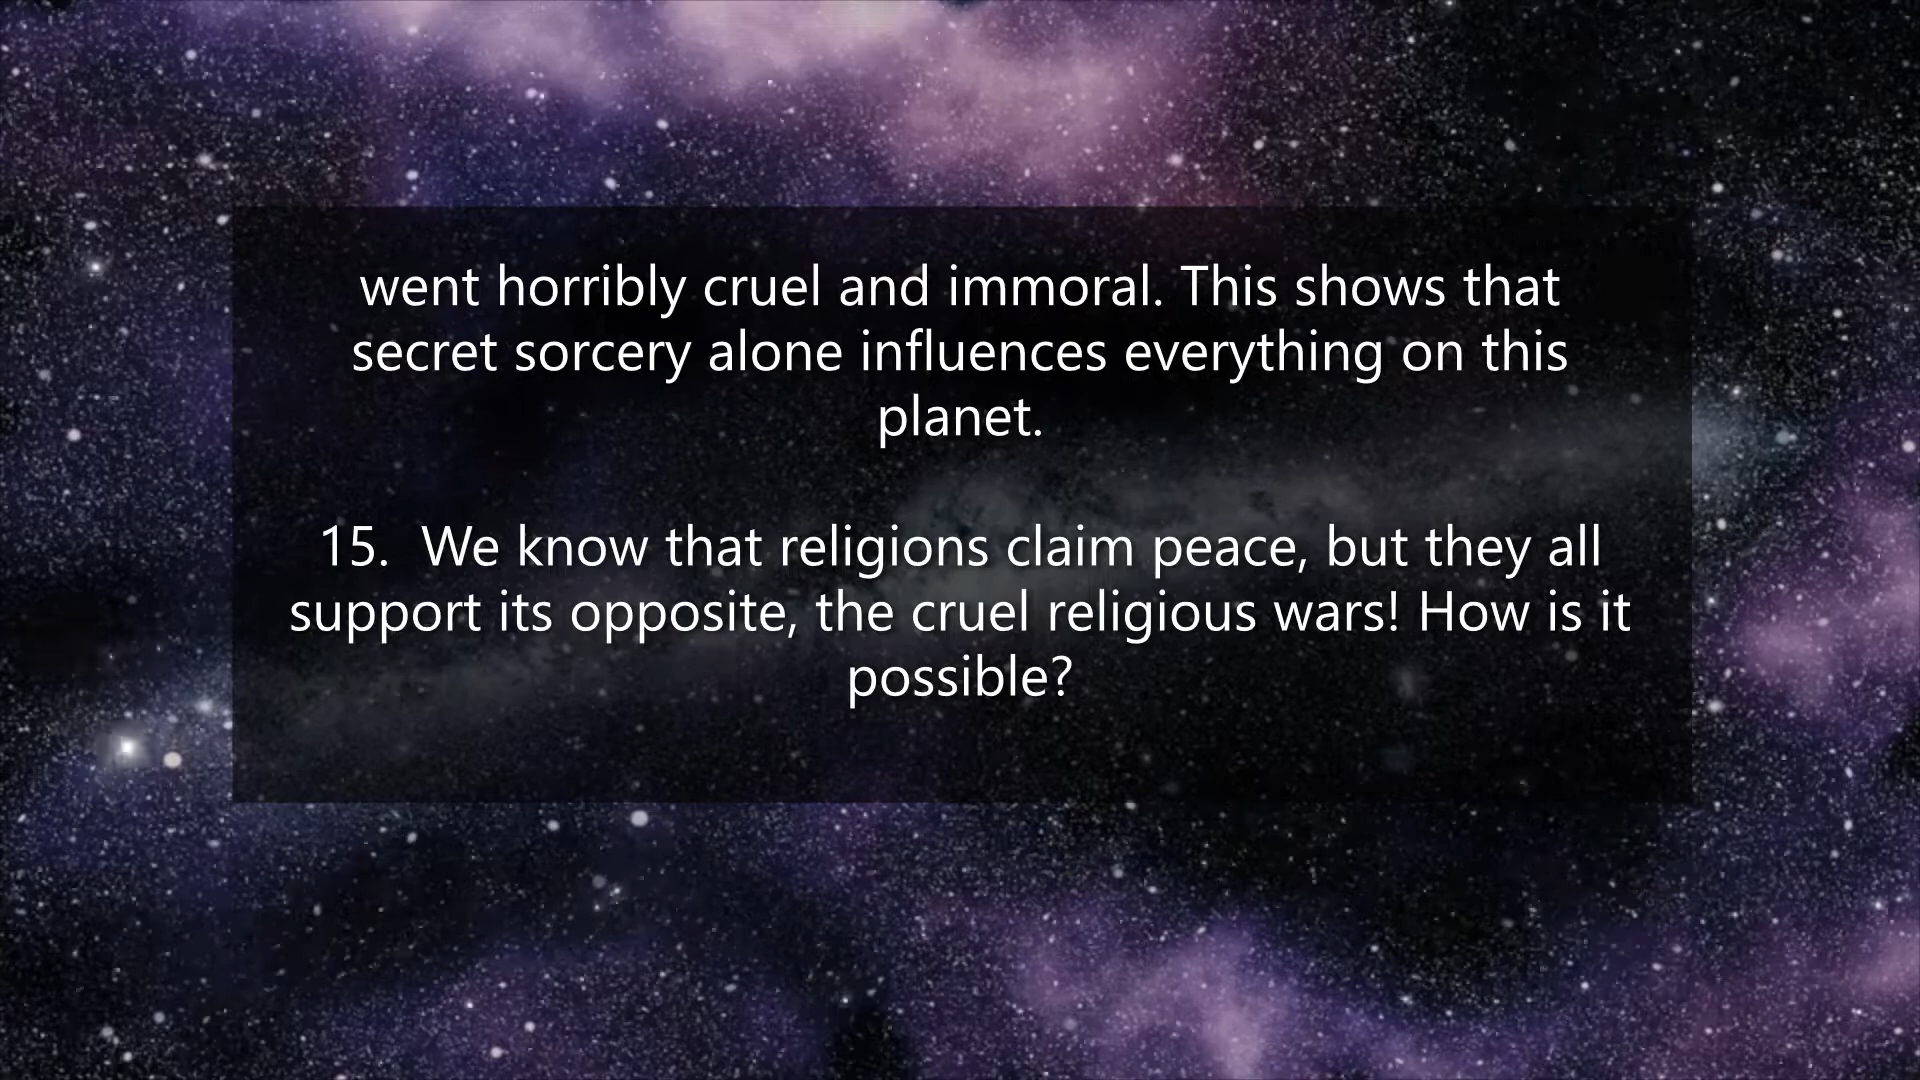 went horribly cruel and immoral. This shows that
secret sorcery alone influences everything on this
planet.
15.  We know that religions claim peace, but they all
support its opposite, the cruel religious wars! How is it
possible?